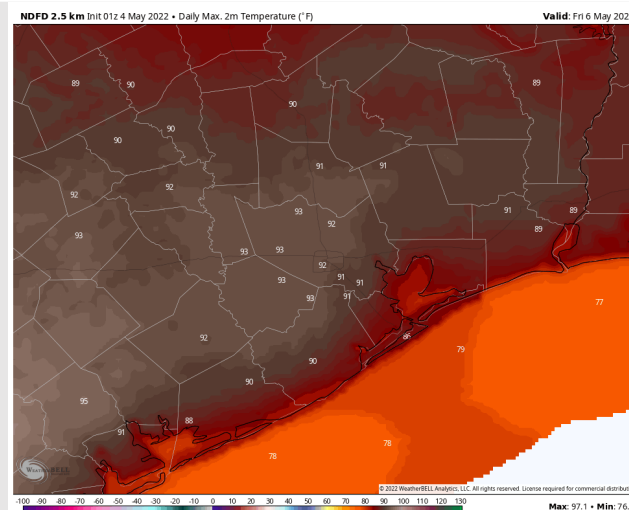 NDFD 2.5 km Init 01z 4 May 2022 • Daily Max. 2m Temperature (°F) Valid: Fri 6 May 202
89 90 89
90
90
90
91 91
92 92
93 92 91 89
93 89
93 93
92
93 91 91
93 91 77
92 86 79
90
90
95
88
91
78
78
WeatherBELL
© 2022 WeatherBELL Analytics, LLC. All rights reserved. License required for commercial distribut
-100 -90 -80 -70 -60 -50 -40 -30 -20 -10 0 10 20 30 40 50 60 70 80 90 100 110 120 130
Max: 97.1 • Min: 76.